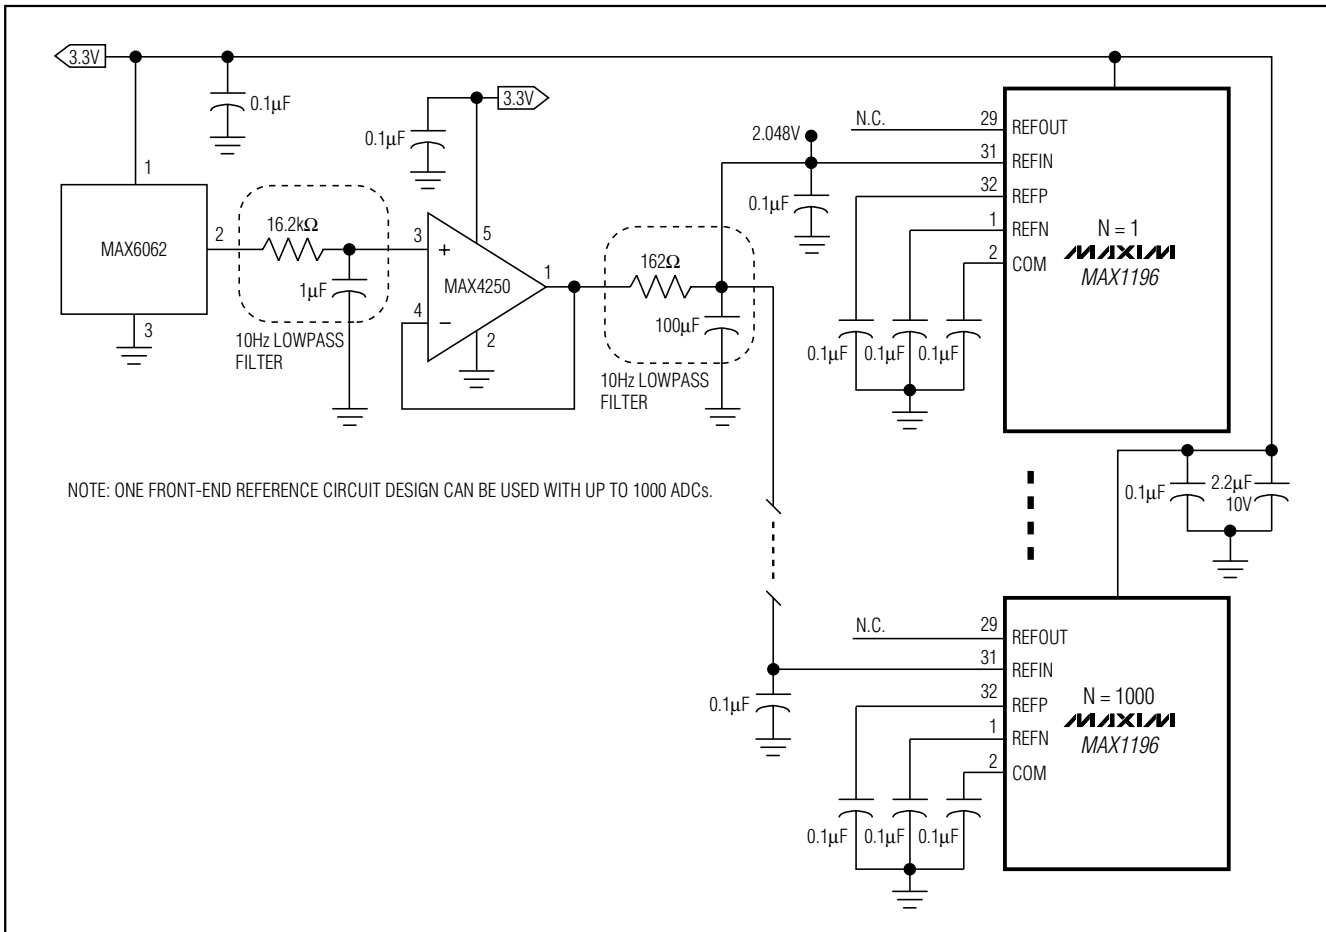 3.3V
0.1µF
3.3V
0.1µF
1
MAX6062
2
3
16.2kΩ
1µF
10Hz LOWPASS
FILTER
3
+
4
−
5
MAX4250
1
2
162Ω
100µF
10Hz LOWPASS
FILTER
2.048V
0.1µF
N.C.
29
REFOUT
31
REFIN
32
REFP
1
REFN
2
COM
N = 1
MAXIM
MAX1196
0.1µF
0.1µF
0.1µF
NOTE: ONE FRONT-END REFERENCE CIRCUIT DESIGN CAN BE USED WITH UP TO 1000 ADCs.
0.1µF
2.2µF
10V
N.C.
29
REFOUT
31
REFIN
32
REFP
1
REFN
2
COM
N = 1000
MAXIM
MAX1196
0.1µF
0.1µF
0.1µF
0.1µF